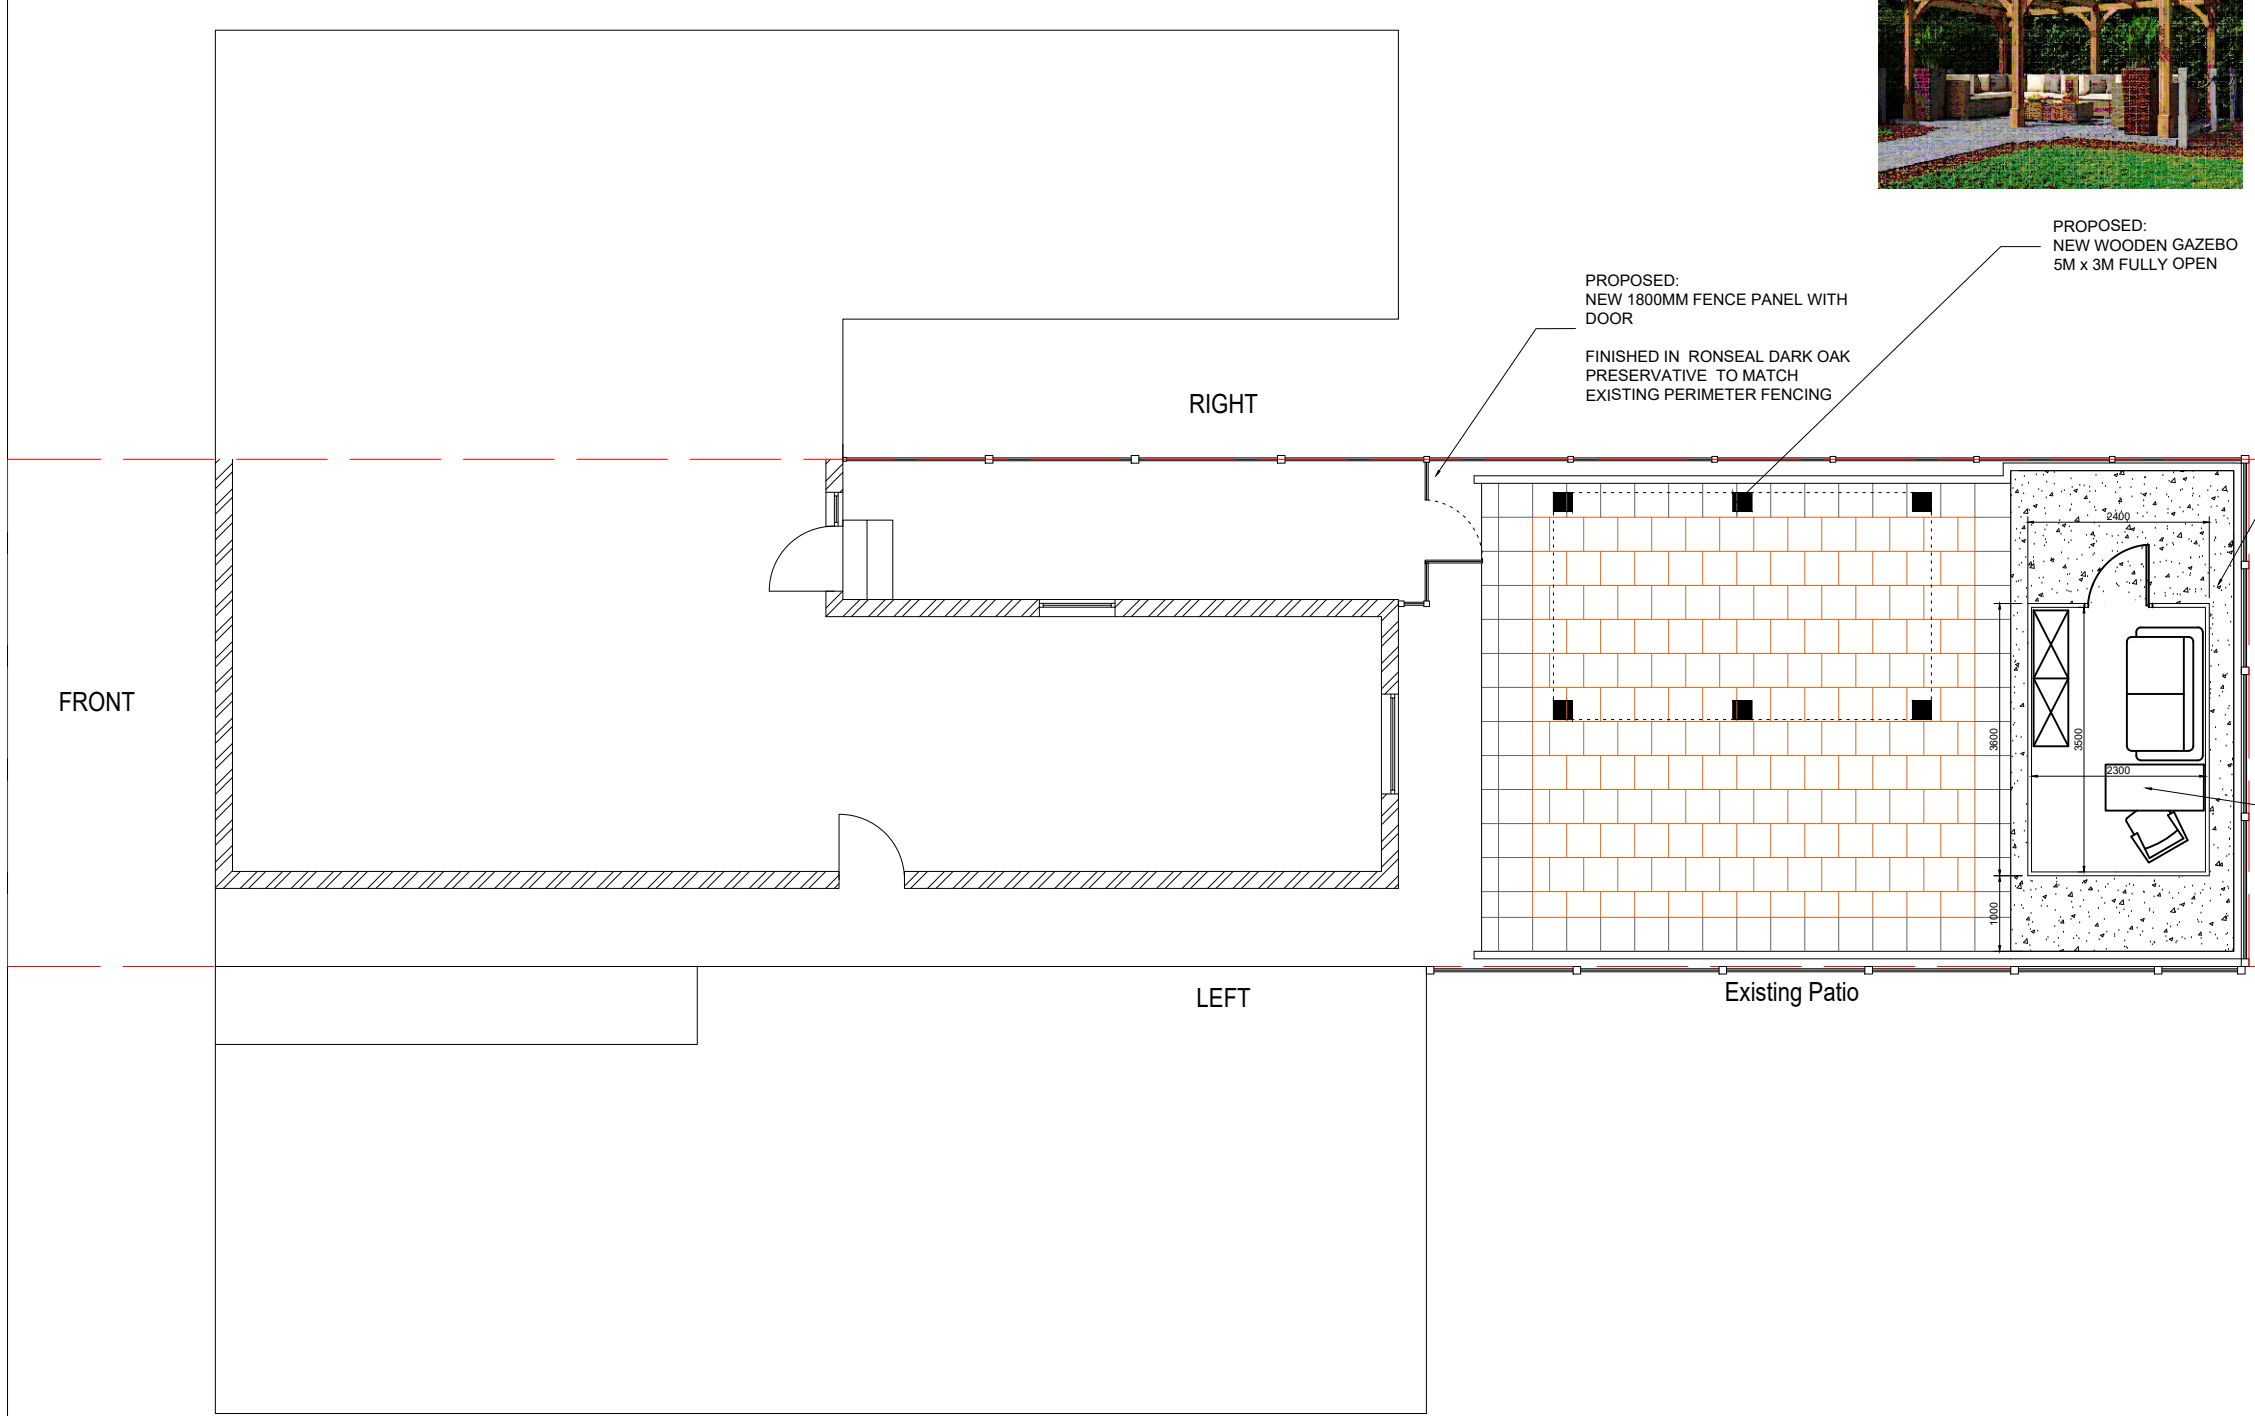 PROPOSED:
NEW WOODEN GAZEBO
5M x 3M FULLY OPEN
PROPOSED:
NEW 1800MM FENCE PANEL WITH
DOOR
FINISHED IN RONSEAL DARK OAK
PRESERVATIVE TO MATCH
EXISTING PERIMETER FENCING
RIGHT
2400
FRONT
3600
3500
2300
1000
LEFT
Existing Patio